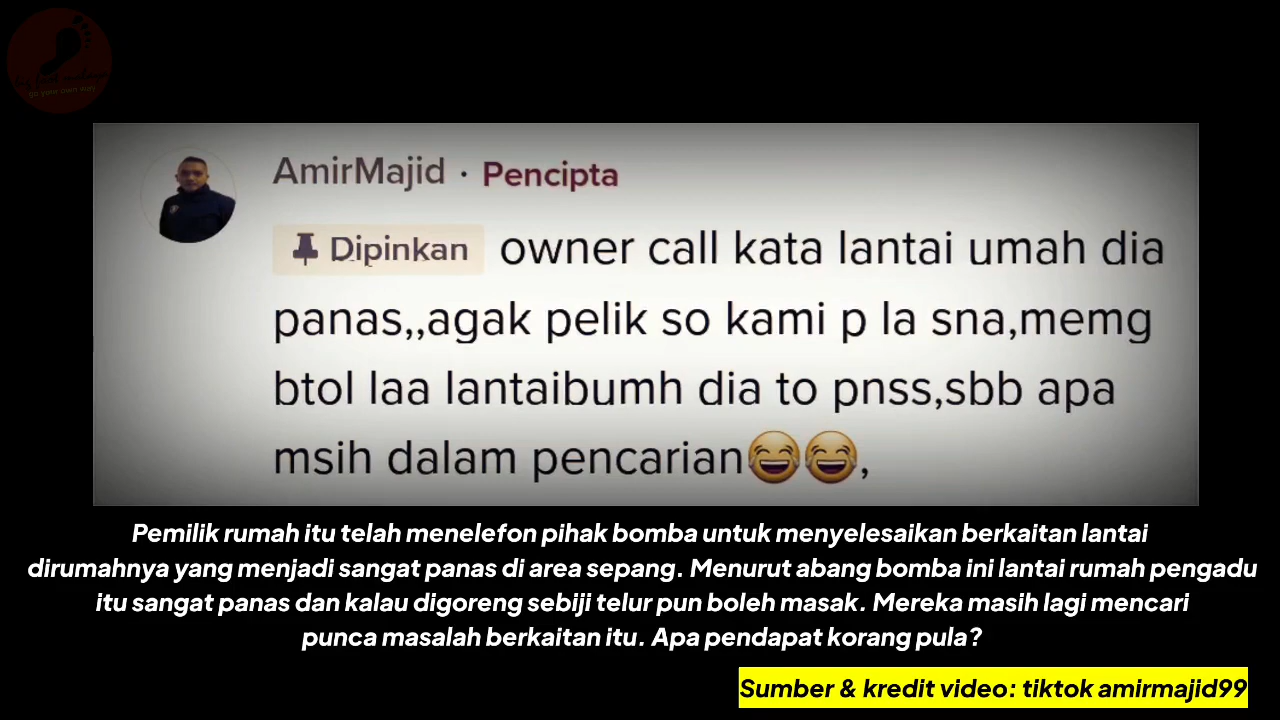 go your own way
AmirMajid · Pencipta
Dipinkan owner call kata lantai umah dia
panas,,agak pelik so kami p la sna,memg
btol laa lantaibumh dia to pnss,sbb apa
msih dalam pencarian😂😂,
Pemilik rumah itu telah menelefon pihak bomba untuk menyelesaikan berkaitan lantai
dirumahnya yang menjadi sangat panas di area sepang. Menurut abang bomba ini lantai rumah pengadu
itu sangat panas dan kalau digoreng sebiji telur pun boleh masak. Mereka masih lagi mencari
punca masalah berkaitan itu. Apa pendapat korang pula?
Sumber & kredit video: tiktok amirmajid99